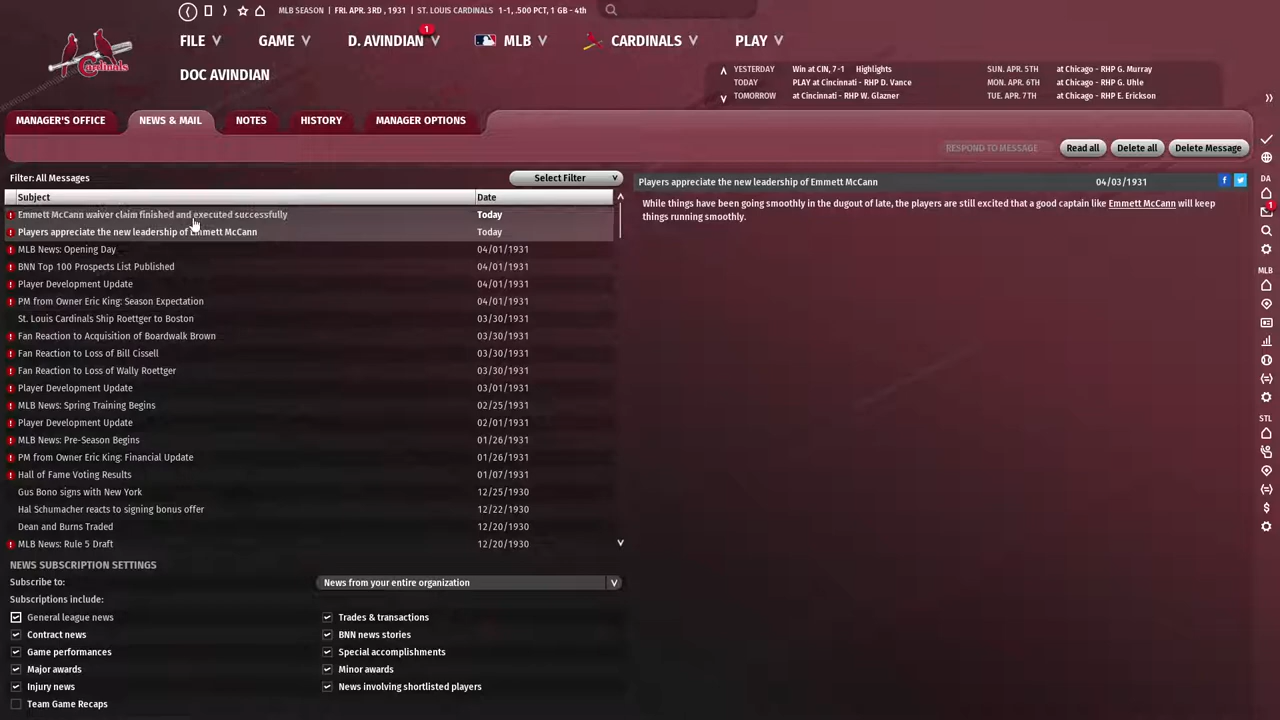 MLB SEASON | FRI. APR. 3RD , 1931 | ST. LOUIS CARDINALS 1-1, .500 PCT, 1 GB - 4th
FILE GAME D. AVINDIAN 1 MLB CARDINALS PLAY
Cardinals
DOC AVINDIAN
YESTERDAY Win at CIN, 7-1 Highlights SUN. APR. 5TH at Chicago - RHP G. Murray
TODAY PLAY at Cincinnati - RHP D. Vance MON. APR. 6TH at Chicago - RHP G. Uhle
TOMORROW at Cincinnati - RHP W. Glazner TUE. APR. 7TH at Chicago - RHP E. Erickson
MANAGER'S OFFICE NEWS & MAIL NOTES HISTORY MANAGER OPTIONS
RESPOND TO MESSAGE Read all Delete all Delete Message
Filter: All Messages Select Filter
Subject Date
Emmett McCann waiver claim finished and executed successfully Today
Players appreciate the new leadership of Emmett McCann Today
MLB News: Opening Day 04/01/1931
BNN Top 100 Prospects List Published 04/01/1931
Player Development Update 04/01/1931
PM from Owner Eric King: Season Expectation 04/01/1931
St. Louis Cardinals Ship Roettger to Boston 03/30/1931
Fan Reaction to Acquisition of Boardwalk Brown 03/30/1931
Fan Reaction to Loss of Bill Cissell 03/30/1931
Fan Reaction to Loss of Wally Roettger 03/30/1931
Player Development Update 03/01/1931
MLB News: Spring Training Begins 02/25/1931
Player Development Update 02/01/1931
MLB News: Pre-Season Begins 01/26/1931
PM from Owner Eric King: Financial Update 01/26/1931
Hall of Fame Voting Results 01/07/1931
Gus Bono signs with New York 12/25/1930
Hal Schumacher reacts to signing bonus offer 12/22/1930
Dean and Burns Traded 12/20/1930
MLB News: Rule 5 Draft 12/20/1930
Players appreciate the new leadership of Emmett McCann 04/03/1931
While things have been going smoothly in the dugout of late, the players are still excited that a good captain like Emmett McCann will keep
things running smoothly.
NEWS SUBSCRIPTION SETTINGS
Subscribe to: News from your entire organization
Subscriptions include:
General league news Trades & transactions
Contract news BNN news stories
Game performances Special accomplishments
Major awards Minor awards
Injury news News involving shortlisted players
Team Game Recaps
DA
1
MLB
STL